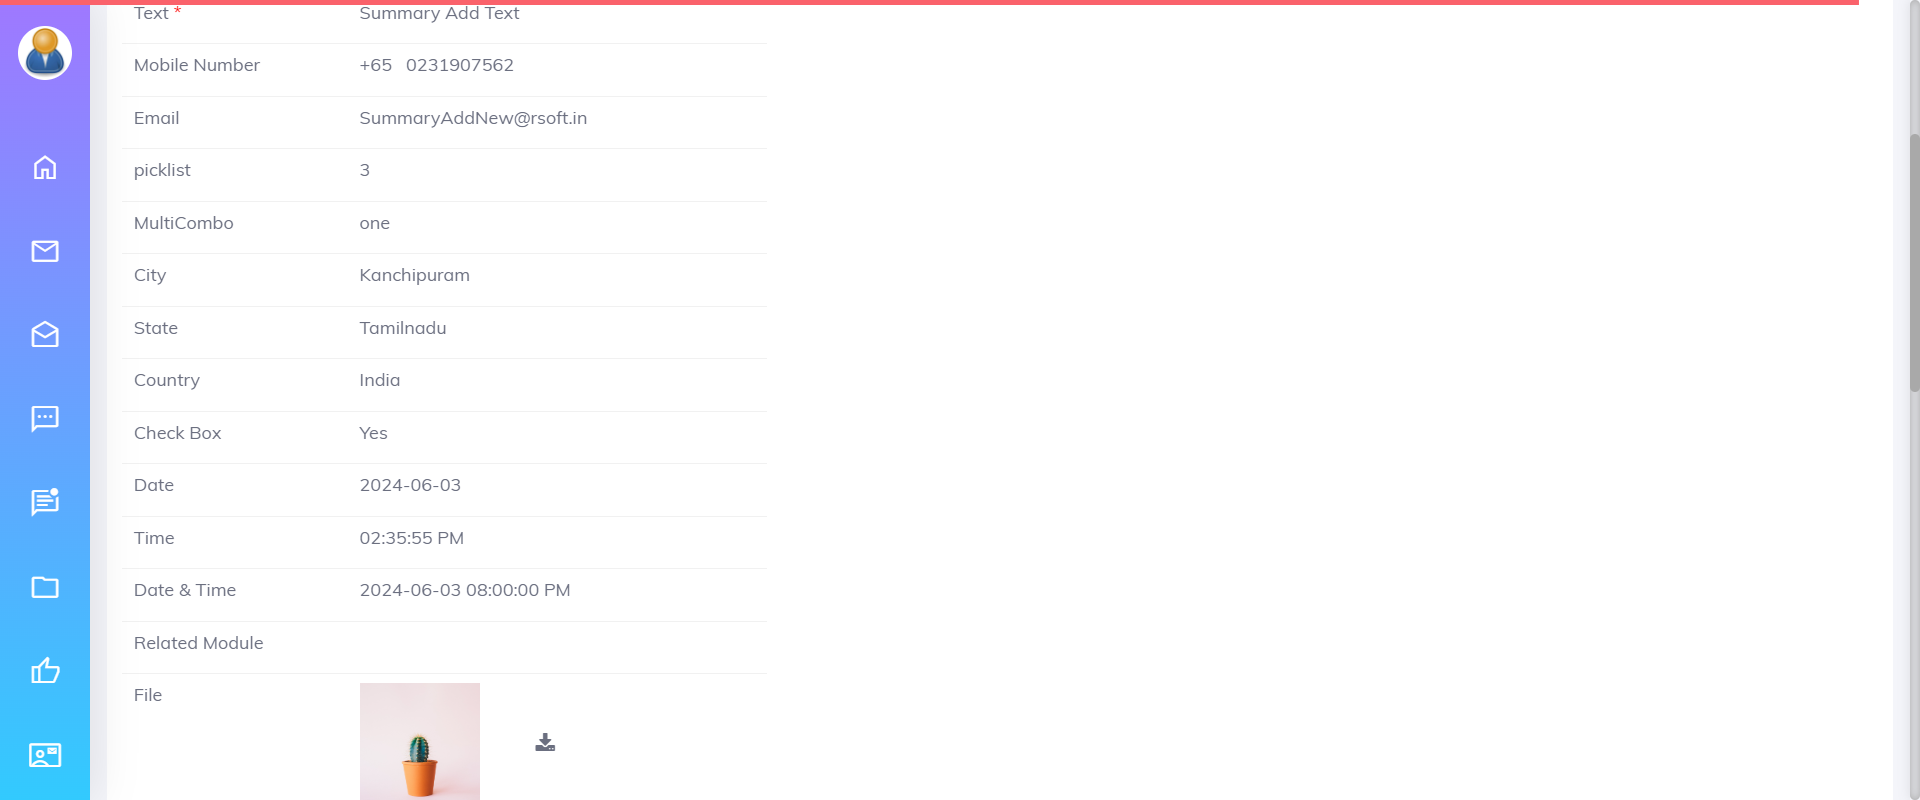 Text * Summary Add Text
Mobile Number +65 0231907562
Email SummaryAddNew@rsoft.in
picklist 3
MultiCombo one
City Kanchipuram
State Tamilnadu
Country India
Check Box Yes
Date 2024-06-03
Time 02:35:55 PM
Date & Time 2024-06-03 08:00:00 PM
Related Module
File